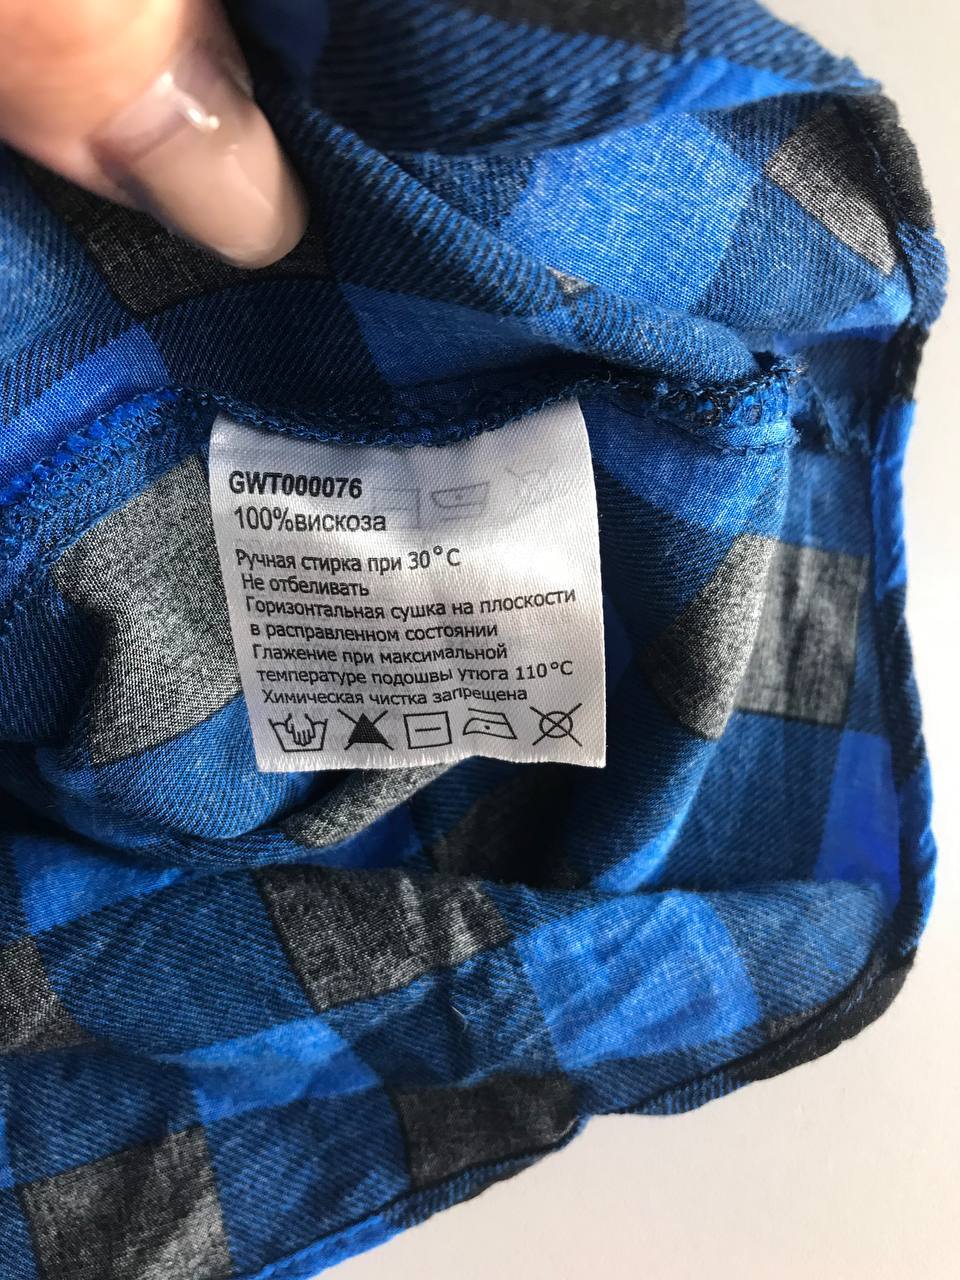 GWT000076
100%вискоза
Ручная стирка при 30°C
Не отбеливать
Горизонтальная сушка на плоскости
в расправленном состоянии
Глажение при максимальной
температуре подошвы утюга 110°C
Химическая чистка запрещена